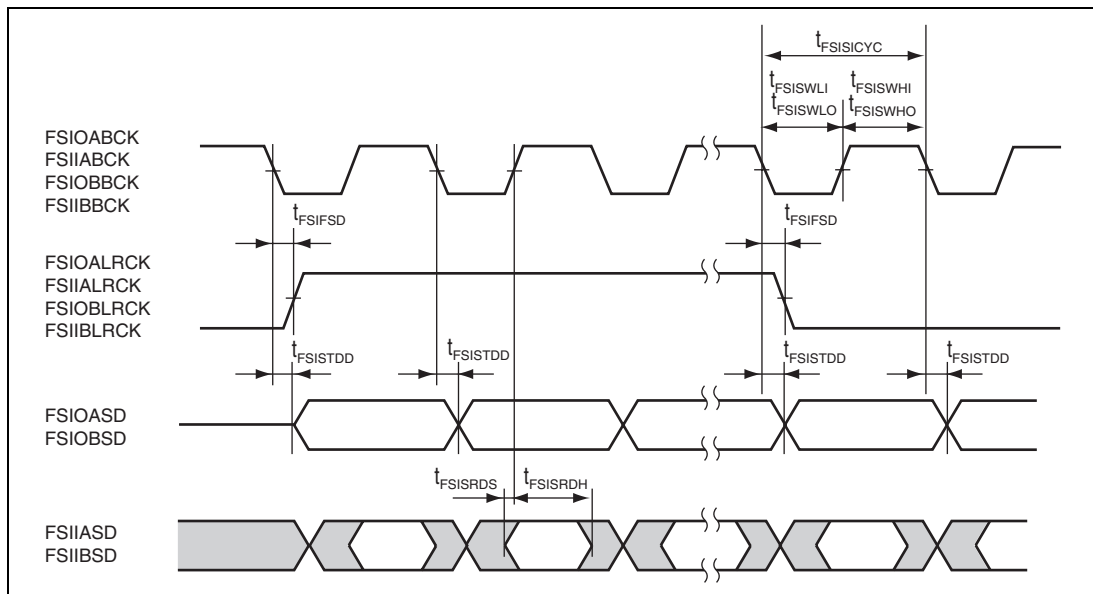 tFSISICYC
tFSISWLI tFSISWHI
tFSISWLO tFSISWHO
FSIOABCK
FSIIABCK
FSIOBBCK
FSIIBBCK
tFSIFSD tFSIFSD
FSIOALRCK
FSIIALRCK
FSIOBLRCK
FSIIBLRCK
tFSISTDD tFSISTDD tFSISTDD tFSISTDD
FSIOASD
FSIOBSD
tFSISRDS tFSISRDH
FSIIASD
FSIIBSD